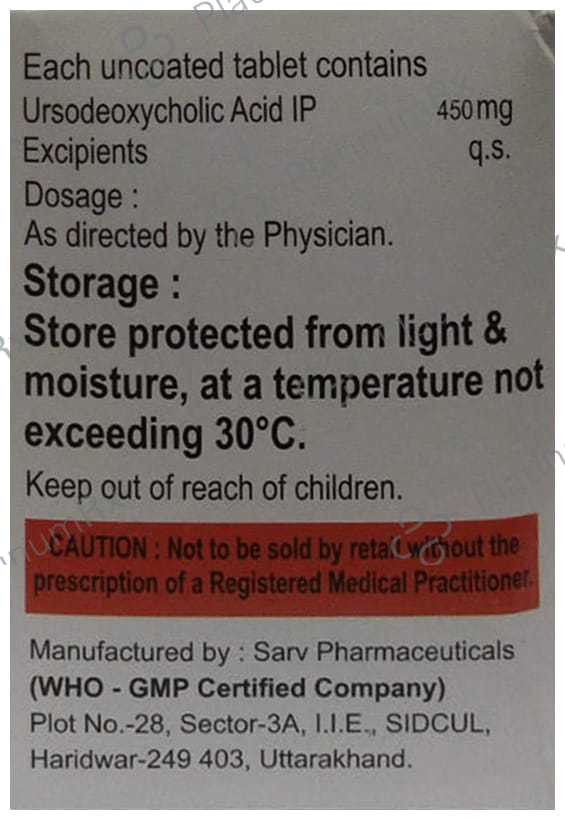 Each uncoated tablet contains
Ursodeoxycholic Acid IP 450mg
Excipients q.s.
Dosage :
As directed by the Physician.
Storage :
Store protected from light &
moisture, at a temperature not
exceeding 30°C.
Keep out of reach of children.
CAUTION : Not to be sold by retail without the
prescription of a Registered Medical Practitioner.
Manufactured by : Sarv Pharmaceuticals
(WHO - GMP Certified Company)
Plot No.-28, Sector-3A, I.I.E., SIDCUL,
Haridwar-249 403, Uttarakhand.